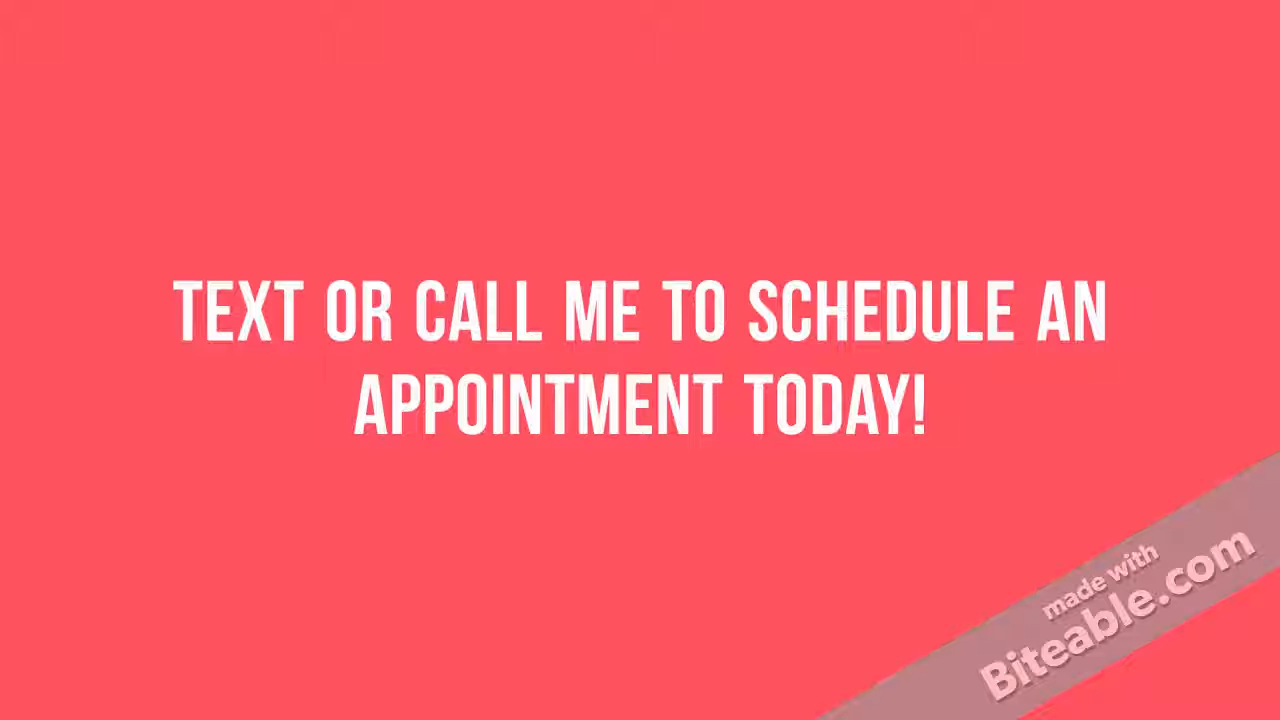 TEXT OR CALL ME TO SCHEDULE AN
APPOINTMENT TODAY!
made with
Biteable.com